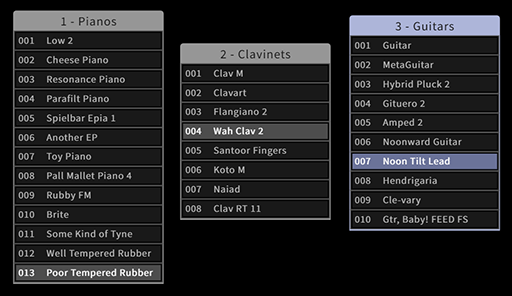 1 - Pianos
001 Low 2
002 Cheese Piano
003 Resonance Piano
004 Parafilt Piano
005 Spielbar Epia 1
006 Another EP
007 Toy Piano
008 Pall Mallet Piano 4
009 Rubby FM
010 Brite
011 Some Kind of Tyne
012 Well Tempered Rubber
013 Poor Tempered Rubber
2 - Clavinets
001 Clav M
002 Clavart
003 Flangiano 2
004 Wah Clav 2
005 Santoor Fingers
006 Koto M
007 Naiad
008 Clav RT 11
3 - Guitars
001 Guitar
002 MetaGuitar
003 Hybrid Pluck 2
004 Gituero 2
005 Amped 2
006 Noonward Guitar
007 Noon Tilt Lead
008 Hendrigaria
009 Cle-vary
010 Gtr, Baby! FEED FS